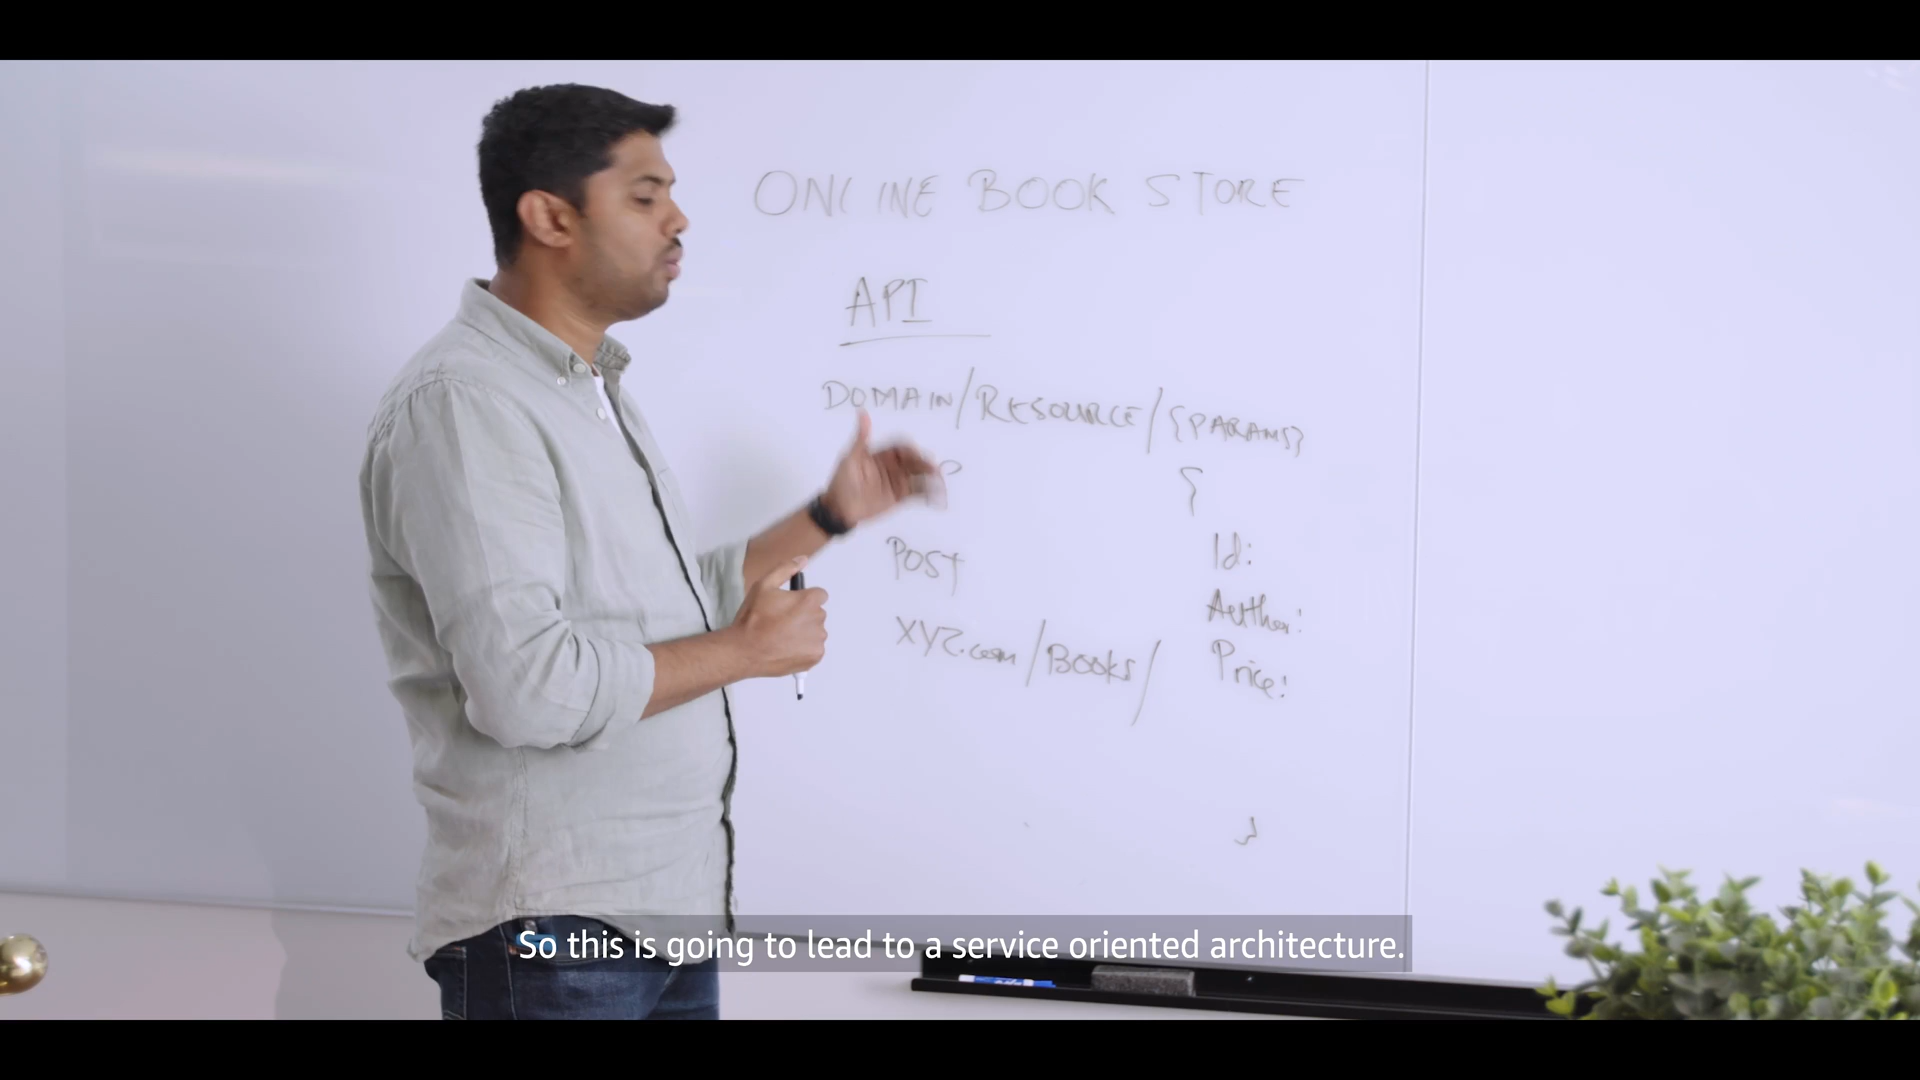 ONLINE BOOK STORE
API
DOMAIN/RESOURCE/{PARAMS}
{
POST
Id:
Author:
XYZ.com/Books/
Price:
}
So this is going to lead to a service oriented architecture.